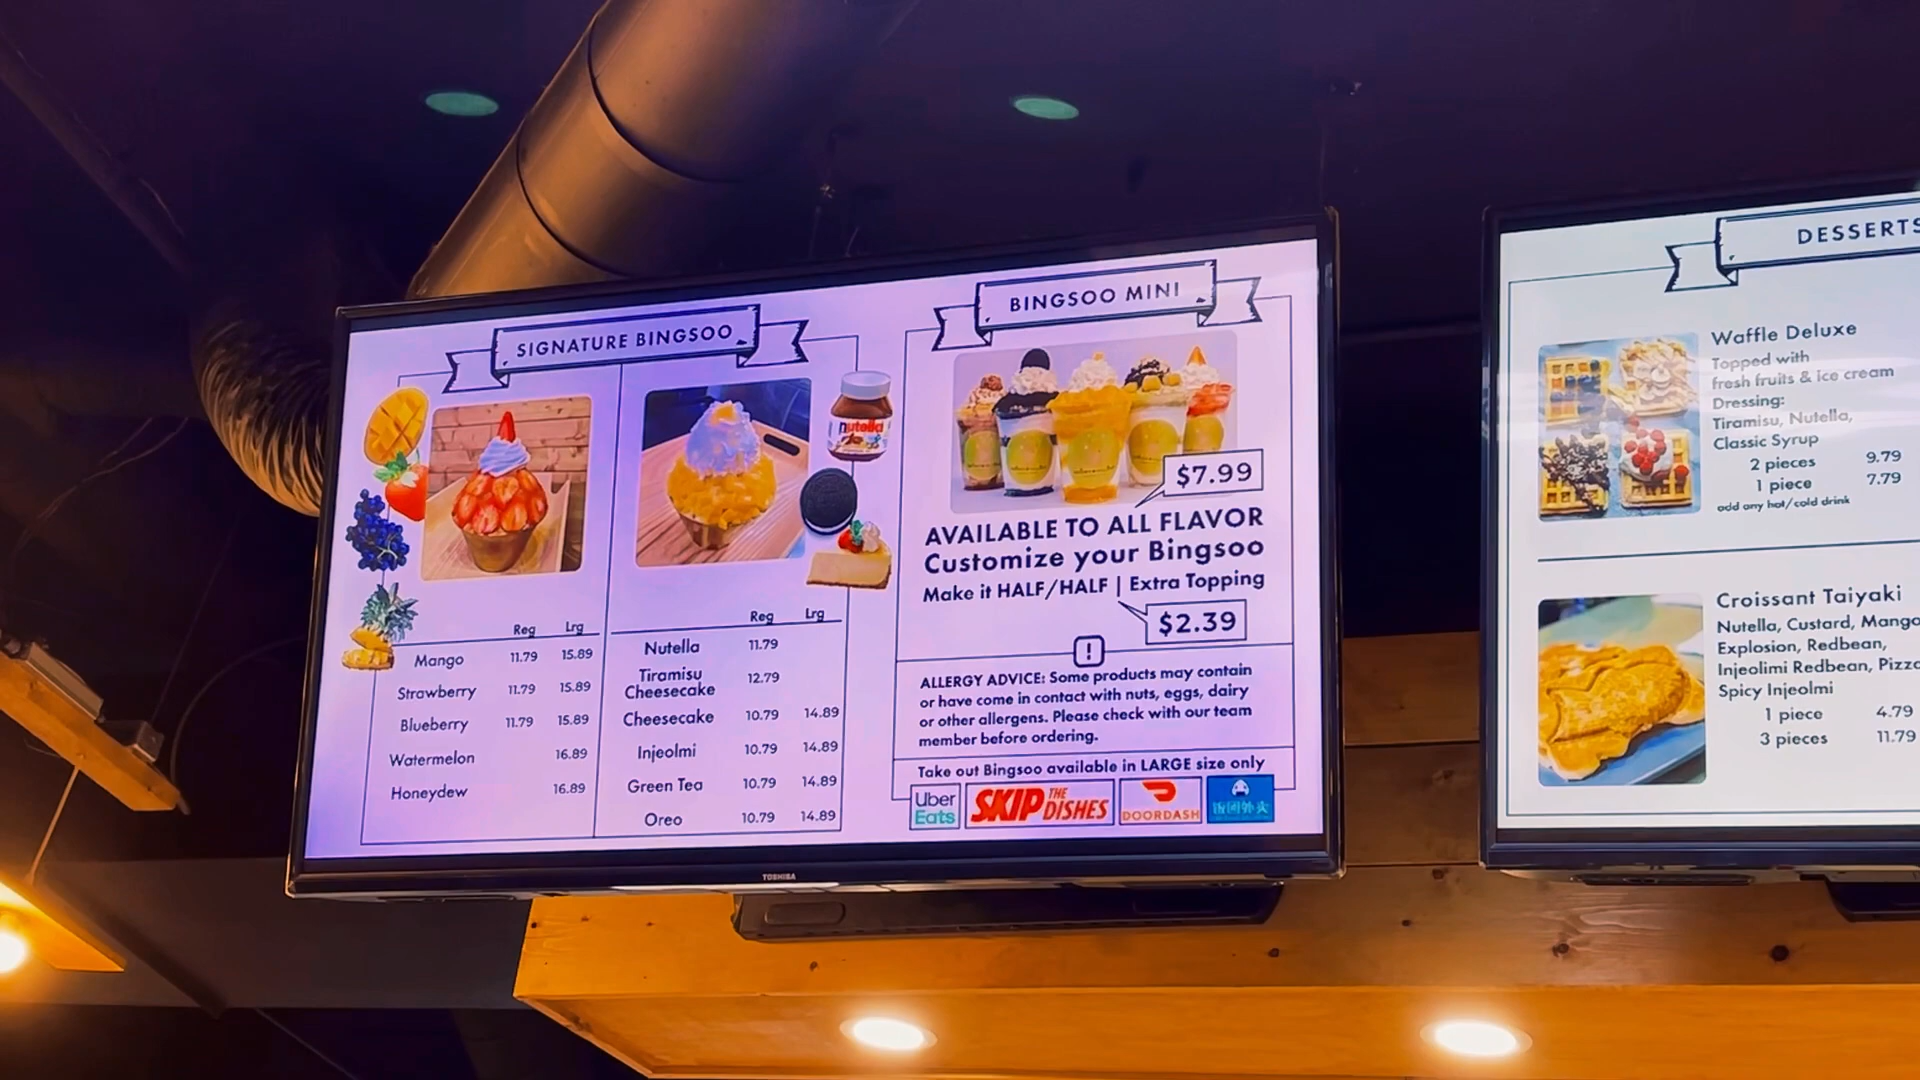 SIGNATURE BINGSOO
nutella
Reg Lrg
Mango 11.79 15.89
Strawberry 11.79 15.89
Blueberry 11.79 15.89
Watermelon 16.89
Honeydew 16.89
Reg Lrg
Nutella 11.79
Tiramisu
Cheesecake 12.79
Cheesecake 10.79 14.89
Injeolmi 10.79 14.89
Green Tea 10.79 14.89
Oreo 10.79 14.89
BINGSOO MINI
$7.99
AVAILABLE TO ALL FLAVOR
Customize your Bingsoo
Make it HALF/HALF | Extra Topping
$2.39
!
ALLERGY ADVICE: Some products may contain
or have come in contact with nuts, eggs, dairy
or other allergens. Please check with our team
member before ordering.
Take out Bingsoo available in LARGE size only
Uber
Eats
SKIP THE
DISHES
DOORDASH
饭团外卖
TOSHIBA
DESSERTS
Waffle Deluxe
Topped with
fresh fruits & ice cream
Dressing:
Tiramisu, Nutella,
Classic Syrup
2 pieces 9.79
1 piece 7.79
add any hot/cold drink
Croissant Taiyaki
Nutella, Custard, Mango
Explosion, Redbean,
Injeolimi Redbean, Pizza
Spicy Injeolmi
1 piece 4.79
3 pieces 11.79